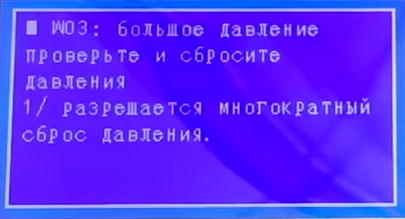 ■ W03: большое давление
проверьте и сбросите
давления
1/ разрешается многократный
сброс давления.